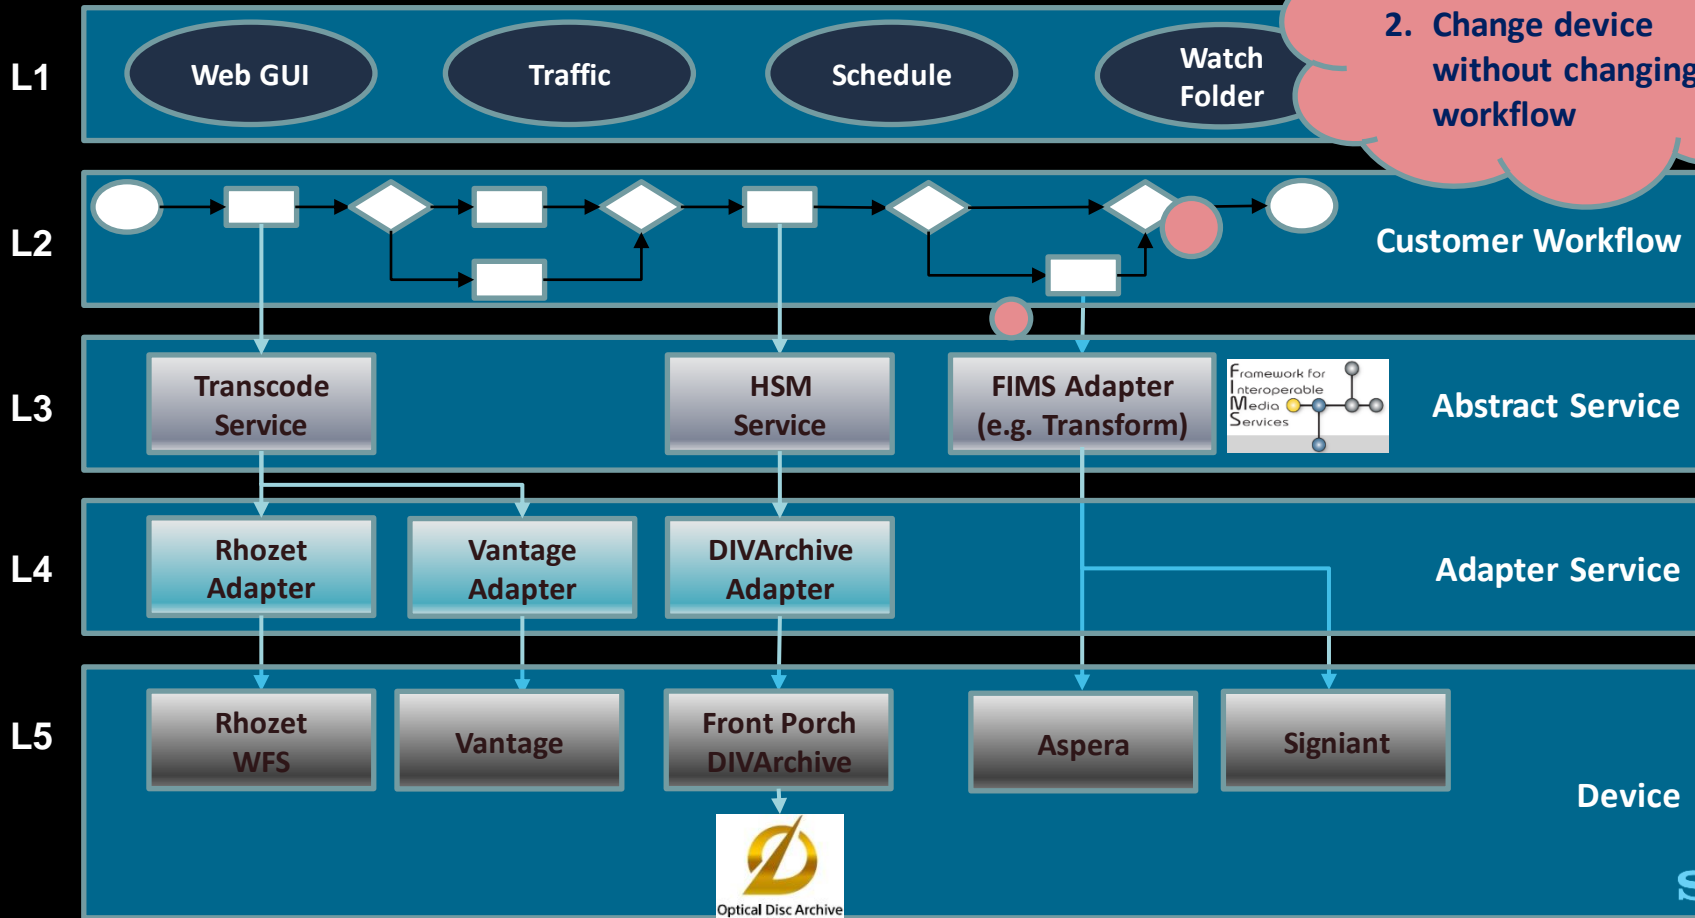 L1
Web GUI
Traffic
Schedule
Watch
Folder
2. Change device
without changing
workflow
L2
Customer Workflow
L3
Transcode
Service
HSM
Service
FIMS Adapter
(e.g. Transform)
Framework for
Interoperable
Media
Services
Abstract Service
L4
Rhozet
Adapter
Vantage
Adapter
DIVArchive
Adapter
Adapter Service
L5
Rhozet
WFS
Vantage
Front Porch
DIVArchive
Aspera
Signiant
Device
Optical Disc Archive
S